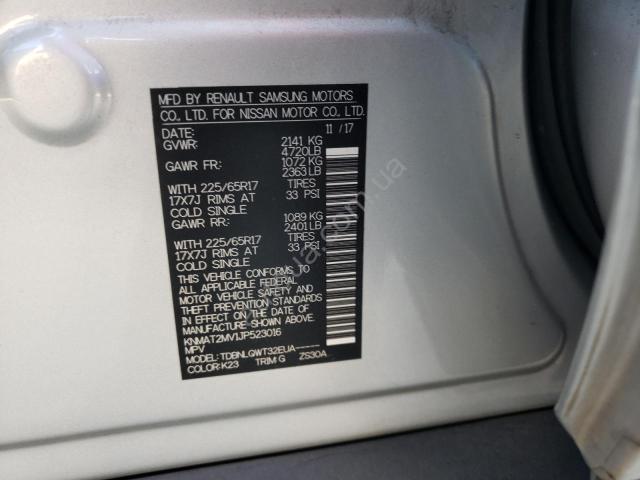 MFD BY RENAULT SAMSUNG MOTORS
CO., LTD. FOR NISSAN MOTOR CO., LTD.
DATE: 11 /17
GVWR: 2141 KG
4720LB
GAWR FR: 1072 KG
2363 LB
WITH 225/65R17 TIRES
17X7J RIMS AT 33 PSI
COLD SINGLE
GAWR RR: 1089 KG
2401LB
WITH 225/65R17 TIRES
17X7J RIMS AT 33 PSI
COLD SINGLE
THIS VEHICLE CONFORMS TO
ALL APPLICABLE FEDERAL
MOTOR VEHICLE SAFETY AND
THEFT PREVENTION STANDARDS
IN EFFECT ON THE DATE OF
MANUFACTURE SHOWN ABOVE.
KNMAT2MV1JP523016
MPV
MODEL: TDBNLQWT32EUA-----
COLOR: K23 TRIM: G ZS30A